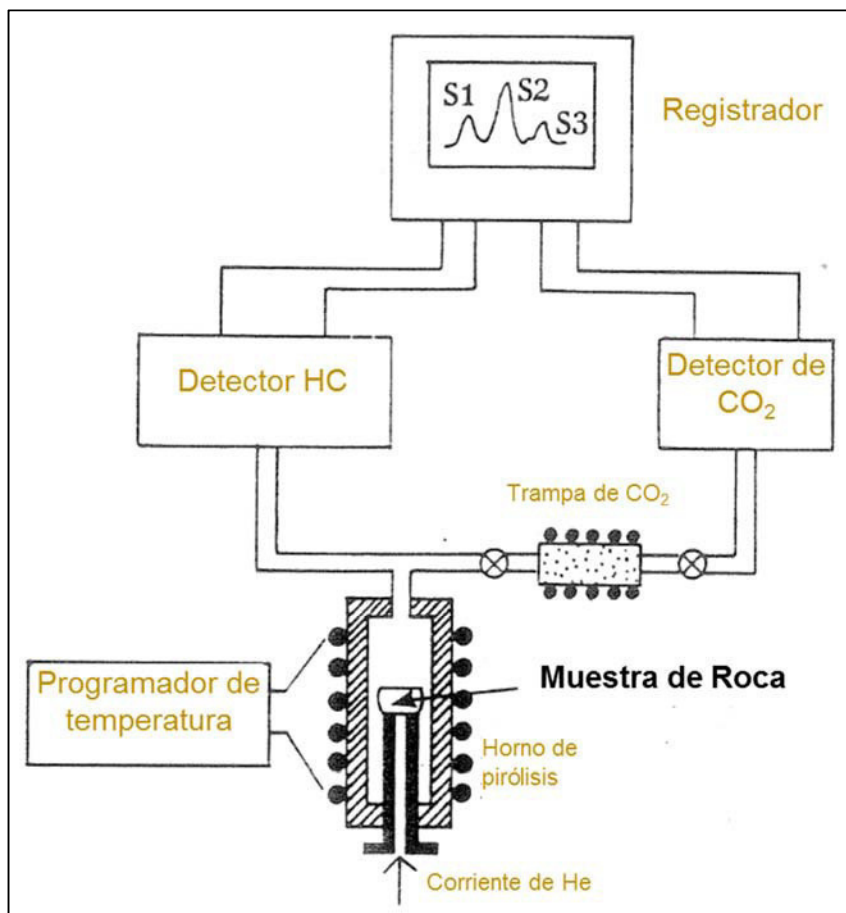 S1
S2
S3
Registrador
Detector HC
Detector de
CO₂
Trampa de CO₂
Programador de
temperatura
Muestra de Roca
Horno de
pirólisis
Corriente de He